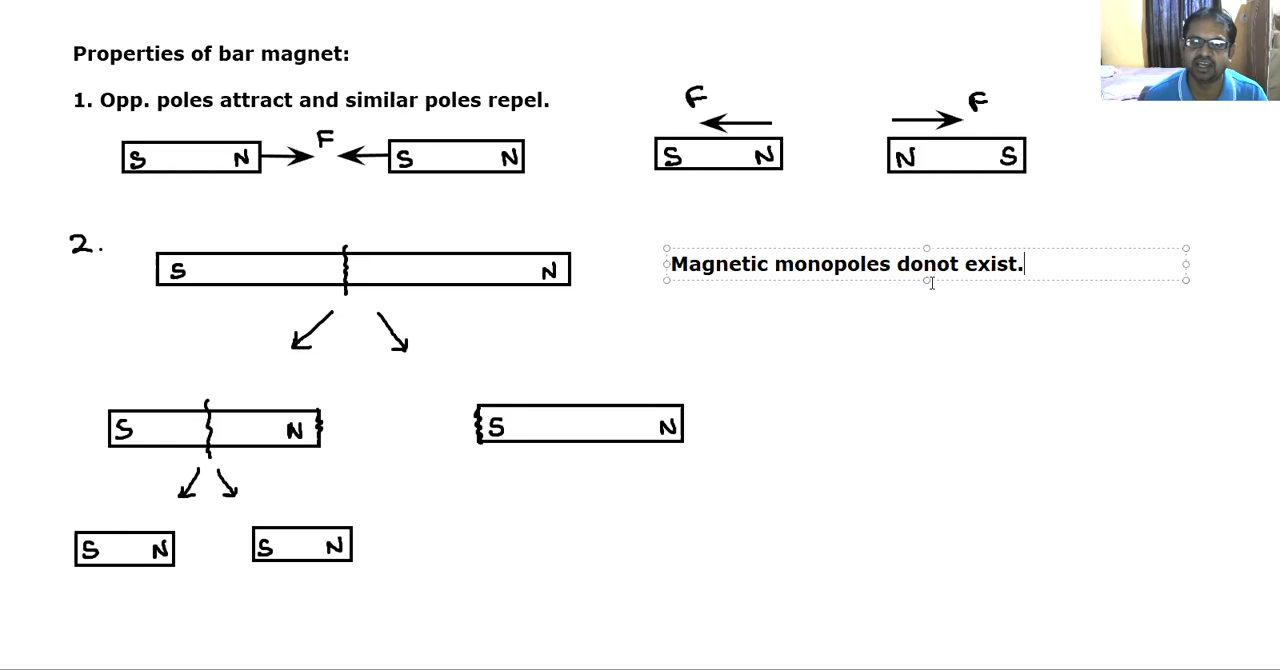 Properties of bar magnet:
1. Opp. poles attract and similar poles repel.
F
S N
S N
F
S N
F
N S
2.
S N
Magnetic monopoles donot exist.
S N
S N
S N
S N